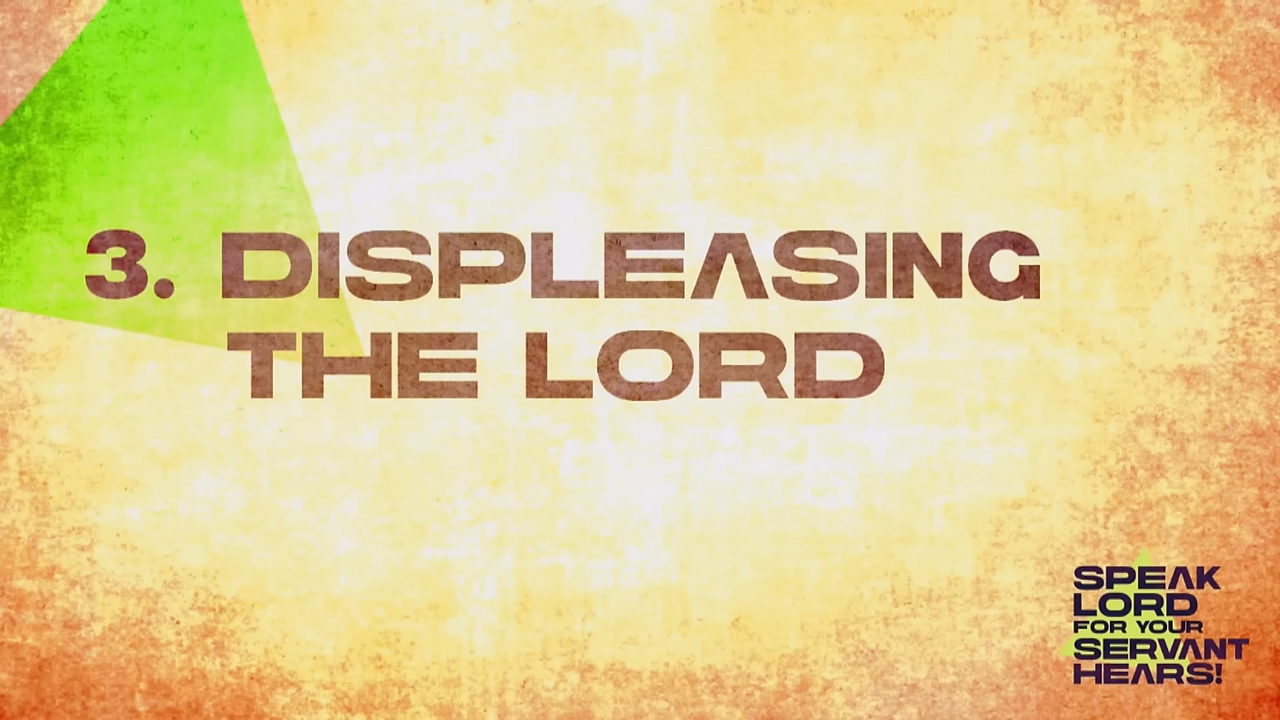 3. DISPLEASING
THE LORD
SPEAK
LORD
FOR YOUR
SERVANT
HEARS!